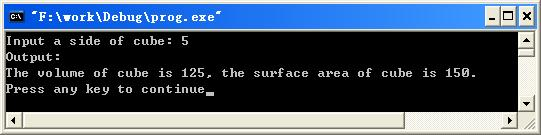 "F:\work\Debug\prog.exe"
Input a side of cube: 5
Output:
The volume of cube is 125, the surface area of cube is 150.
Press any key to continue_